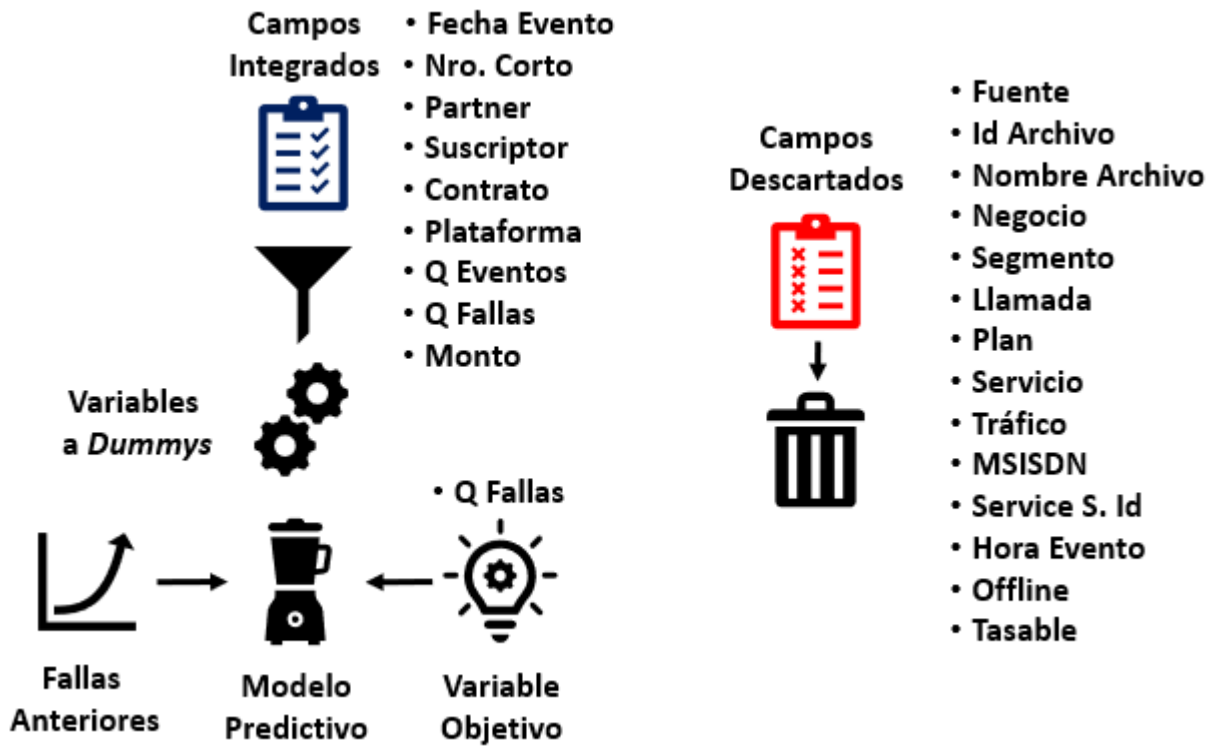 Campos
Integrados
• Fecha Evento
• Nro. Corto
• Partner
• Suscriptor
• Contrato
• Plataforma
• Q Eventos
• Q Fallas
• Monto
Variables
a Dummys
• Q Fallas
Fallas
Anteriores
Modelo
Predictivo
Variable
Objetivo
Campos
Descartados
• Fuente
• Id Archivo
• Nombre Archivo
• Negocio
• Segmento
• Llamada
• Plan
• Servicio
• Tráfico
• MSISDN
• Service S. Id
• Hora Evento
• Offline
• Tasable